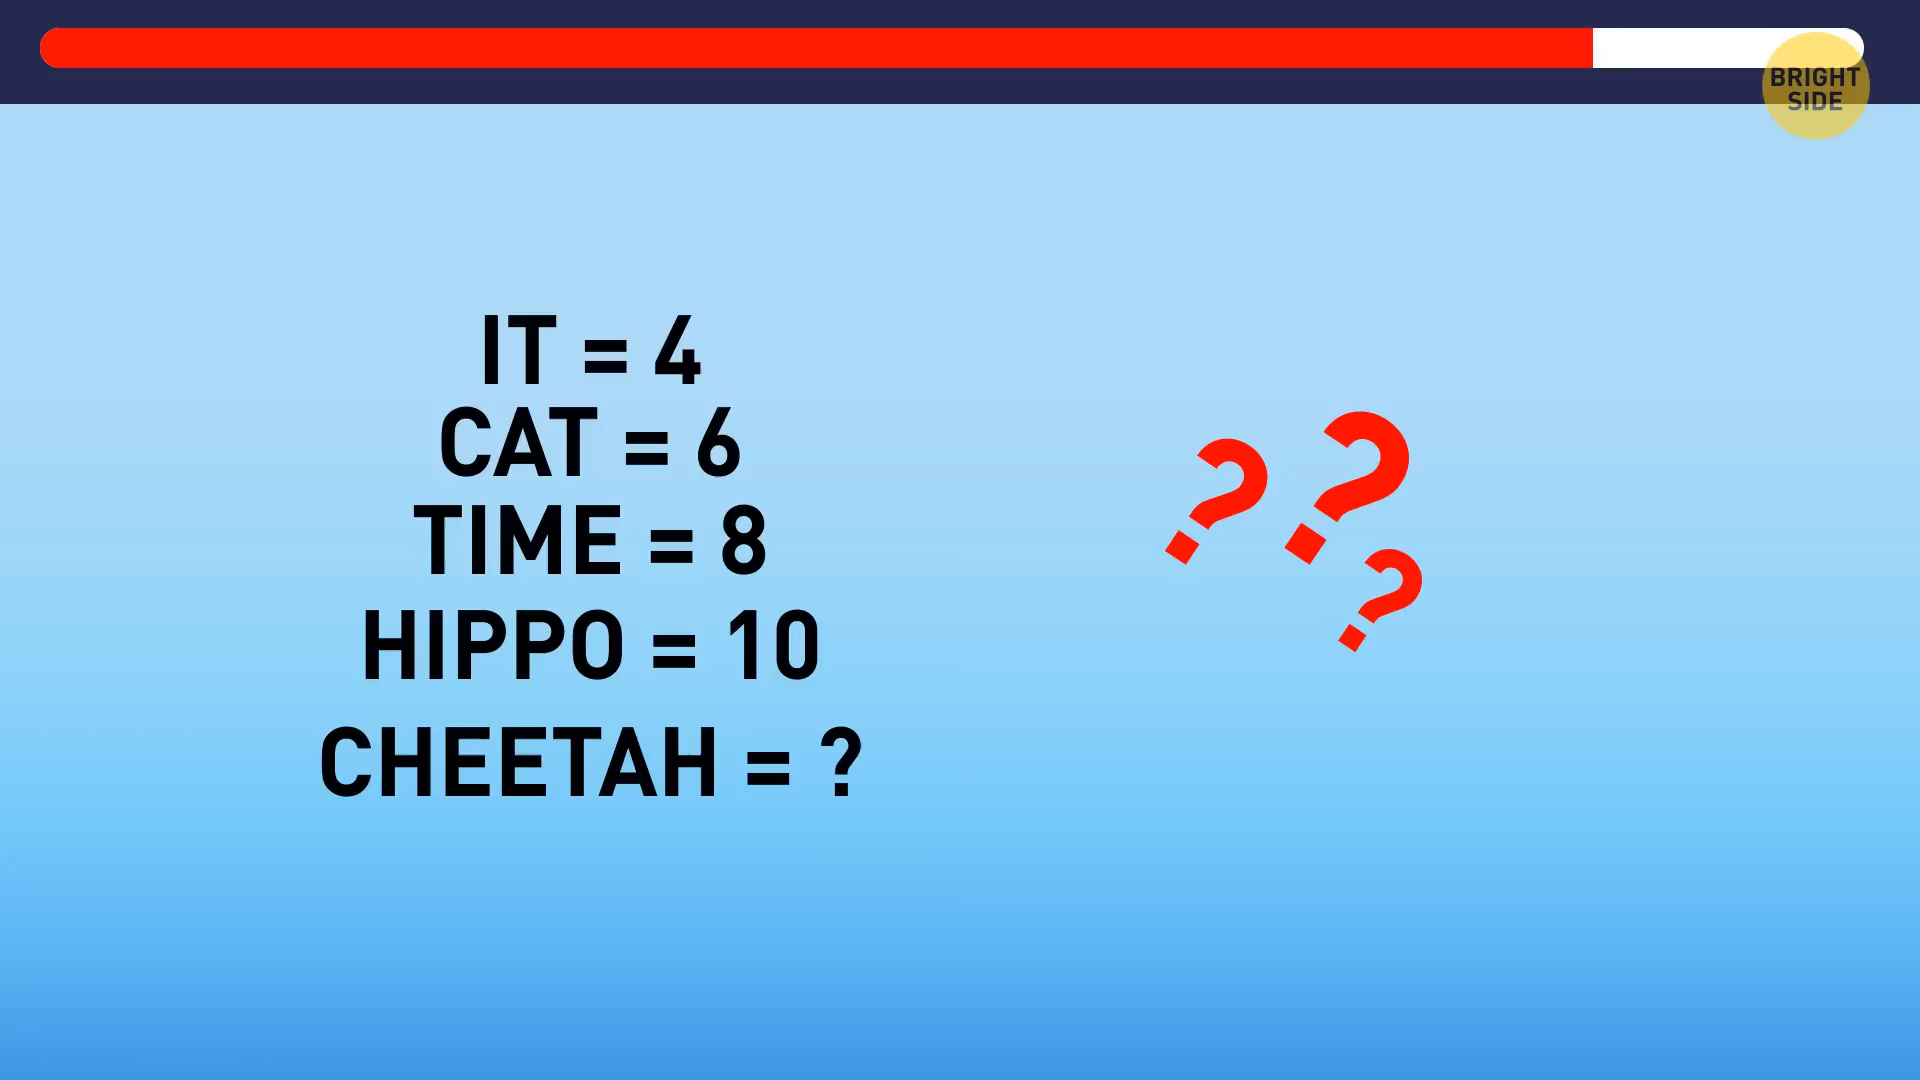 BRIGHT
SIDE
IT = 4
CAT = 6
TIME = 8
HIPPO = 10
CHEETAH = ?
? ? ?